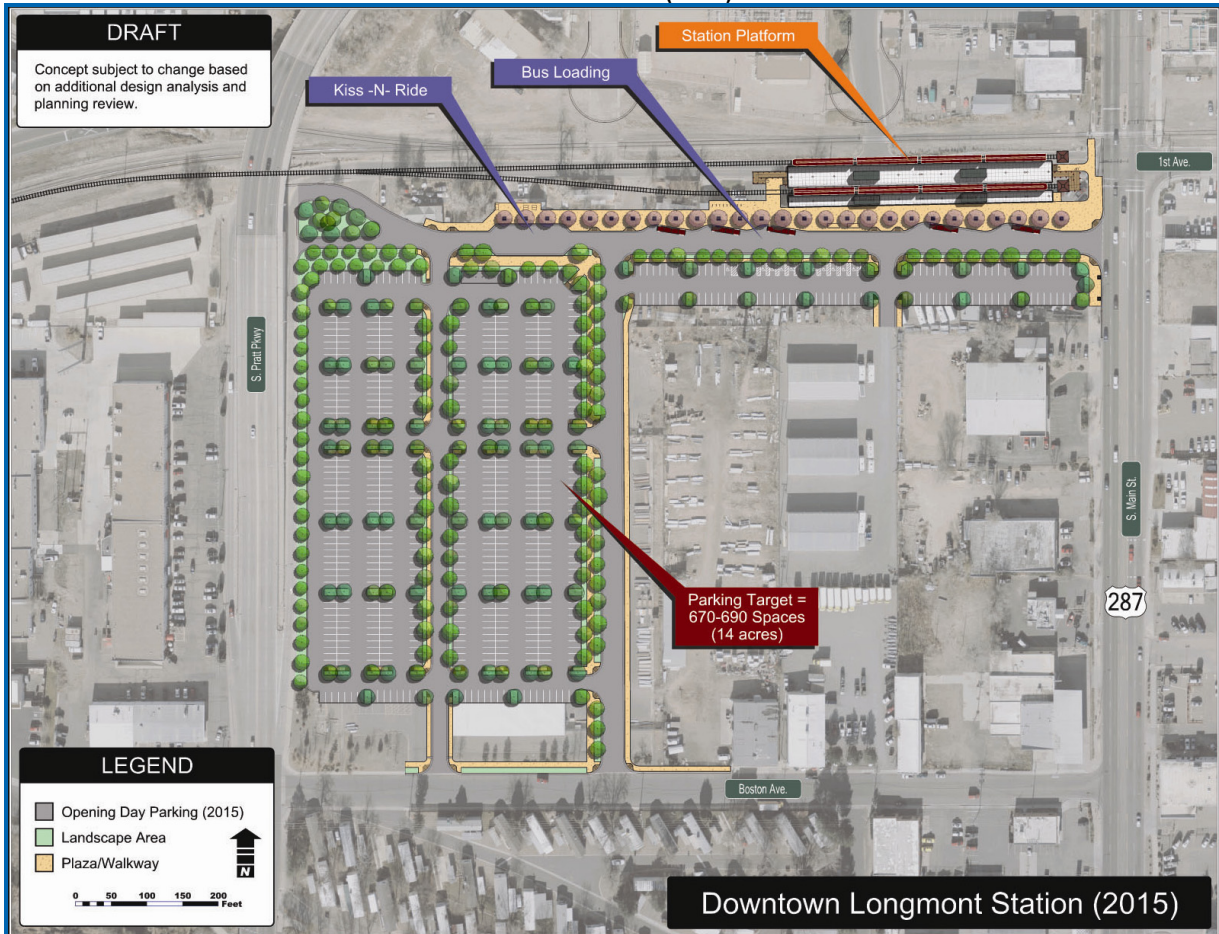 DRAFT
Concept subject to change based
on additional design analysis and
planning review.
Station Platform
Bus Loading
Kiss -N- Ride
1st Ave.
S. Pratt Pkwy
S. Main St.
287
Parking Target =
670-690 Spaces
(14 acres)
Boston Ave.
LEGEND
Opening Day Parking (2015)
Landscape Area
Plaza/Walkway
N
0 50 100 150 200
Feet
Downtown Longmont Station (2015)